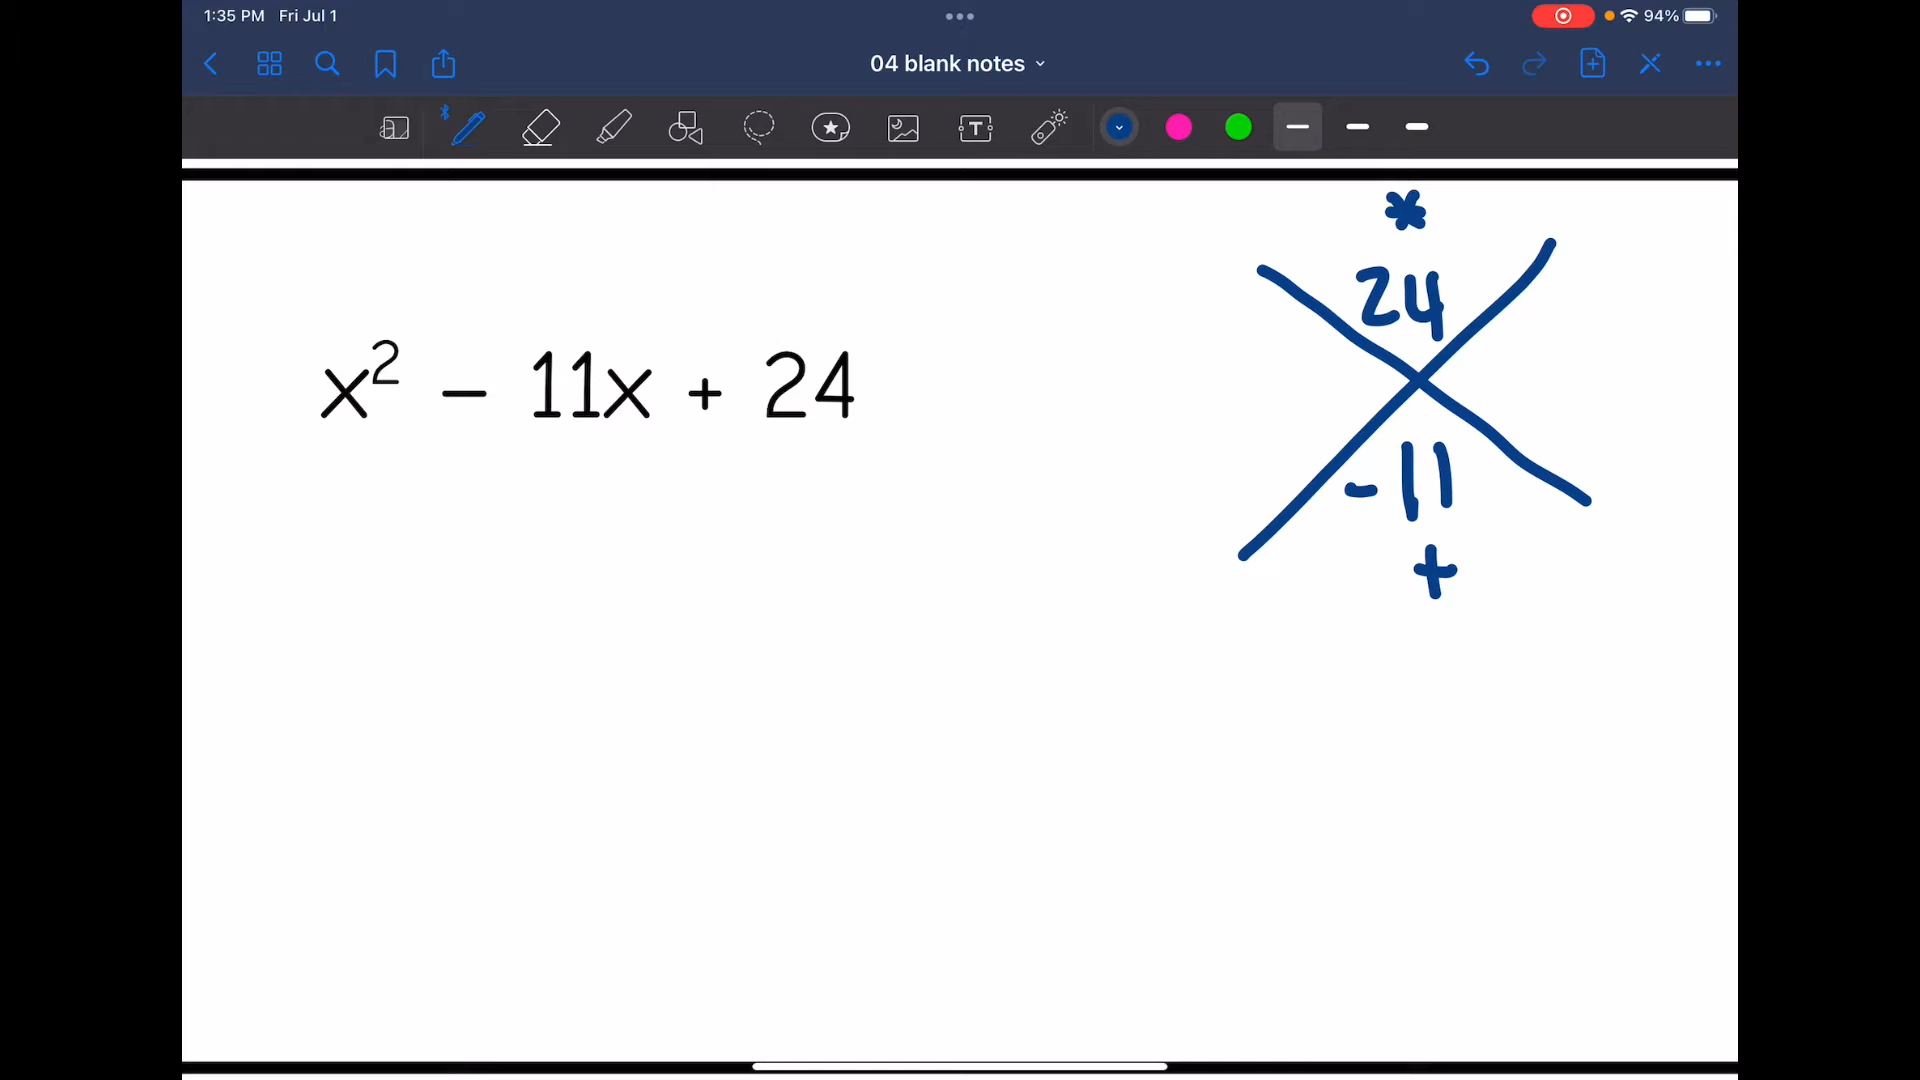 1:35 PM Fri Jul 1
94%
04 blank notes
T
*
24
x² − 11x + 24
-11
+